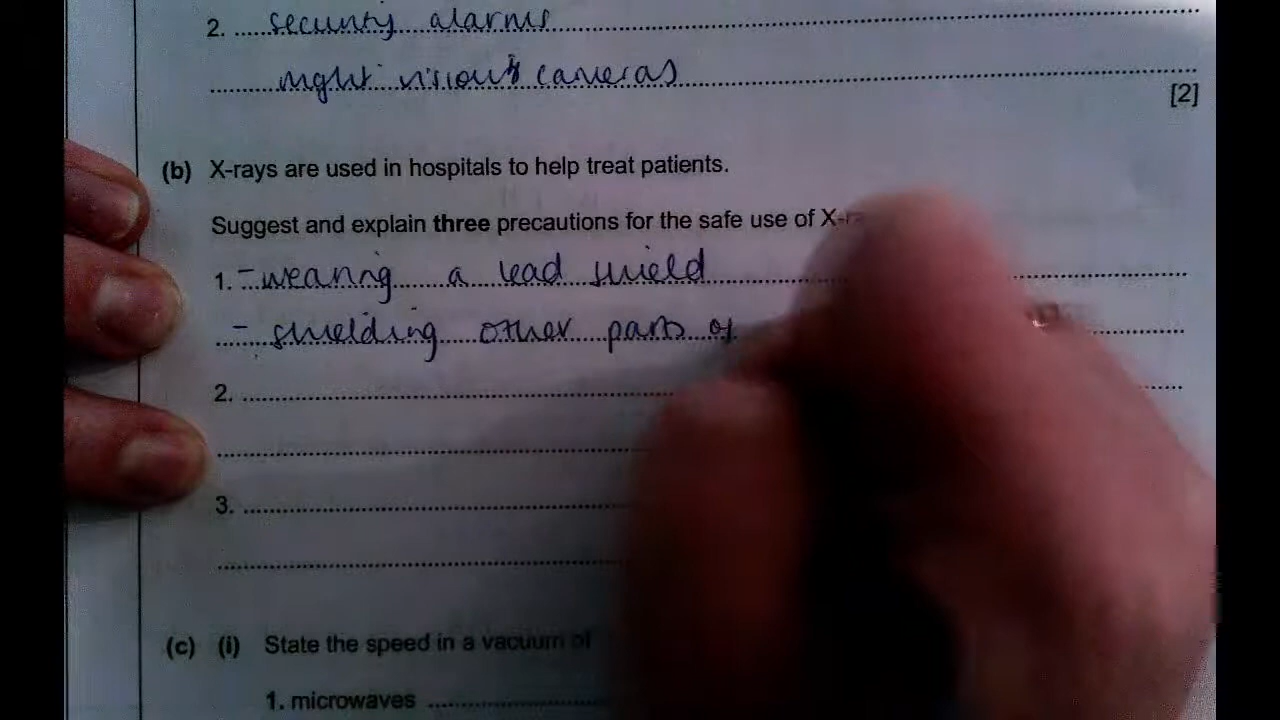 2. security alarms
night vision cameras
[2]
(b) X-rays are used in hospitals to help treat patients.
Suggest and explain three precautions for the safe use of X-ra
1. - wearing a lead shield
- shielding other parts of
2.
3.
(c) (i) State the speed in a vacuum of
1. microwaves